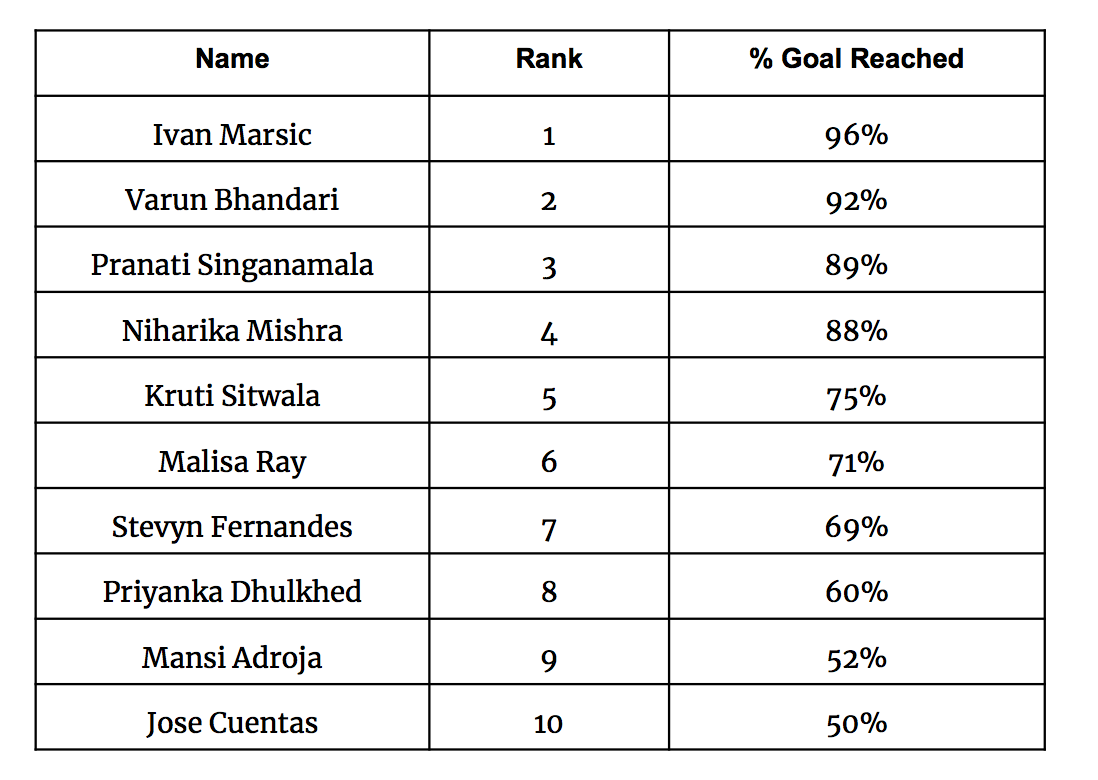 Name Rank % Goal Reached
Ivan Marsic 1 96%
Varun Bhandari 2 92%
Pranati Singanamala 3 89%
Niharika Mishra 4 88%
Kruti Sitwala 5 75%
Malisa Ray 6 71%
Stevyn Fernandes 7 69%
Priyanka Dhulkhed 8 60%
Mansi Adroja 9 52%
Jose Cuentas 10 50%